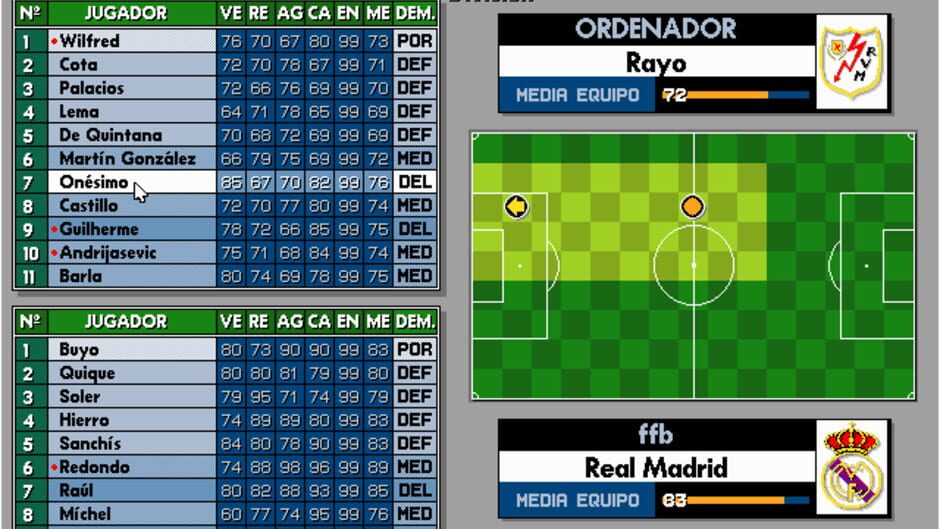 Nº JUGADOR VE RE AG CA EN ME DEM.
1 Wilfred 76 70 67 80 99 73 POR
2 Cota 72 70 78 67 99 71 DEF
3 Palacios 72 66 76 69 99 70 DEF
4 Lema 64 71 78 65 99 69 DEF
5 De Quintana 70 68 72 69 99 69 DEF
6 Martín González 66 79 75 69 99 72 MED
7 Onésimo 85 67 70 82 99 76 DEL
8 Castillo 72 70 77 80 99 74 MED
9 Guilherme 78 72 66 85 99 75 DEL
10 Andrijasevic 75 71 68 84 99 74 MED
11 Barla 80 74 69 78 99 75 MED
Nº JUGADOR VE RE AG CA EN ME DEM.
1 Buyo 80 73 90 90 99 83 POR
2 Quique 80 80 81 79 99 80 DEF
3 Soler 79 95 71 74 99 79 DEF
4 Hierro 74 89 89 80 99 83 DEF
5 Sanchís 84 80 78 90 99 83 DEF
6 Redondo 74 88 98 96 99 89 MED
7 Raúl 80 82 88 93 99 85 DEL
8 Míchel 60 77 74 95 99 76 MED
ORDENADOR
Rayo
MEDIA EQUIPO 72
RVM
ffb
Real Madrid
MEDIA EQUIPO 83